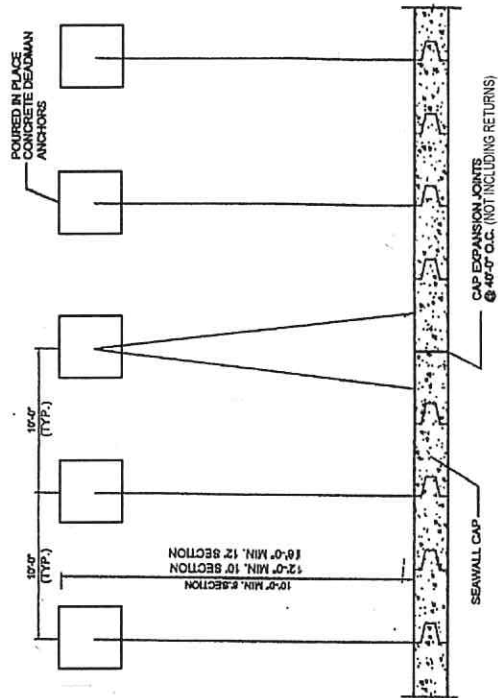 POURED IN PLACE
CONCRETE DEADMAN
ANCHORS
10'-0"
(TYP.)
10'-0"
(TYP.)
10'-0" MIN. 8' SECTION
12'-0" MIN. 10' SECTION
16'-0" MIN. 12' SECTION
SEAWALL CAP
CAP EXPANSION JOINTS
@ 40'-0" O.C. (NOT INCLUDING RETURNS)